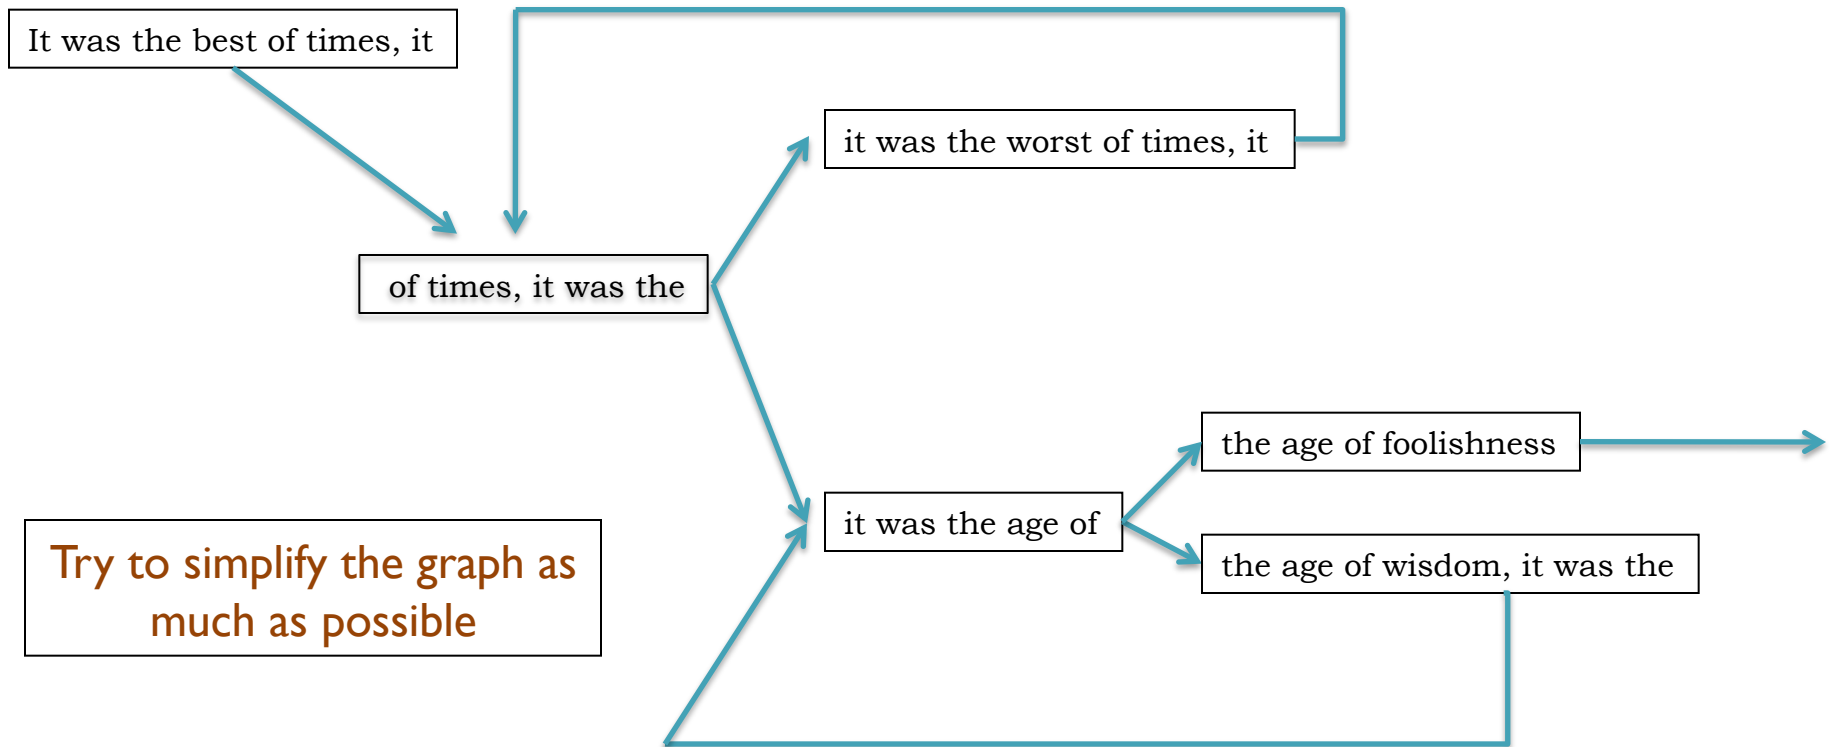 It was the best of times, it
it was the worst of times, it
of times, it was the
the age of foolishness
it was the age of
the age of wisdom, it was the
Try to simplify the graph as
much as possible